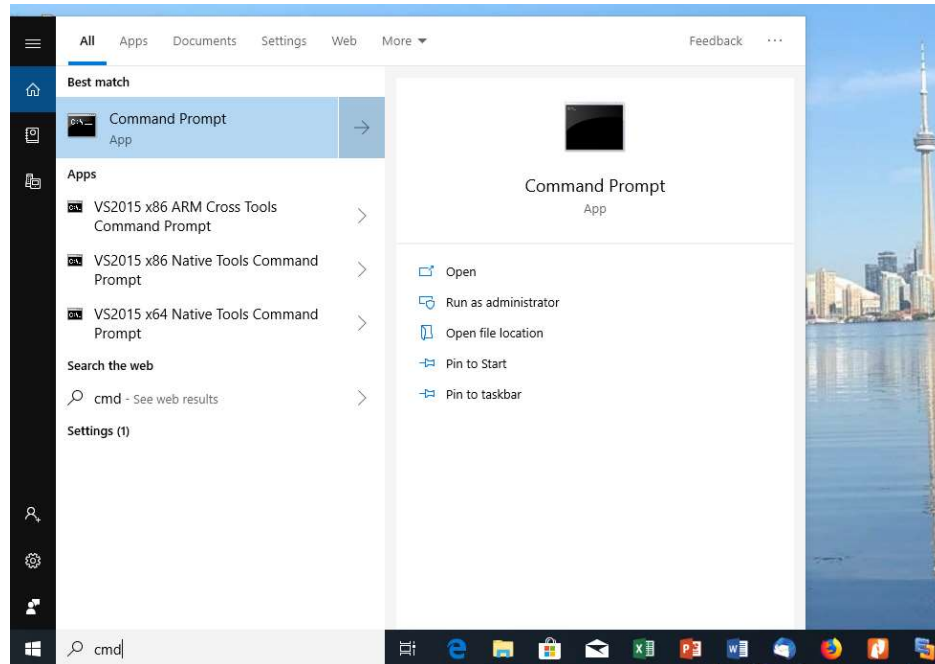 All Apps Documents Settings Web More Feedback ...
Best match
Command Prompt
App
Apps
VS2015 x86 ARM Cross Tools
Command Prompt
VS2015 x86 Native Tools Command
Prompt
VS2015 x64 Native Tools Command
Prompt
Search the web
cmd - See web results
Settings (1)
Command Prompt
App
Open
Run as administrator
Open file location
Pin to Start
Pin to taskbar
cmd